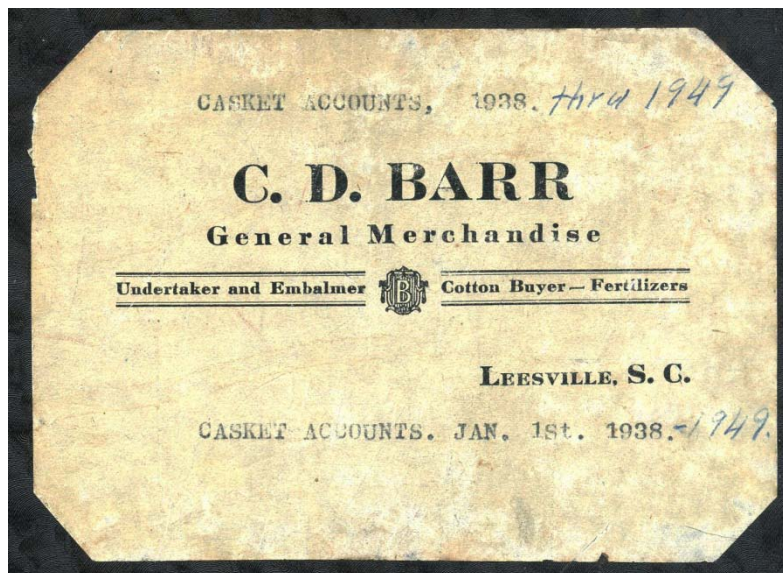 CASKET ACCOUNTS, 1938. thru 1949
C. D. BARR
General Merchandise
Undertaker and Embalmer B Cotton Buyer — Fertilizers
LEESVILLE, S. C.
CASKET ACCOUNTS. JAN. 1st. 1938.-1949.